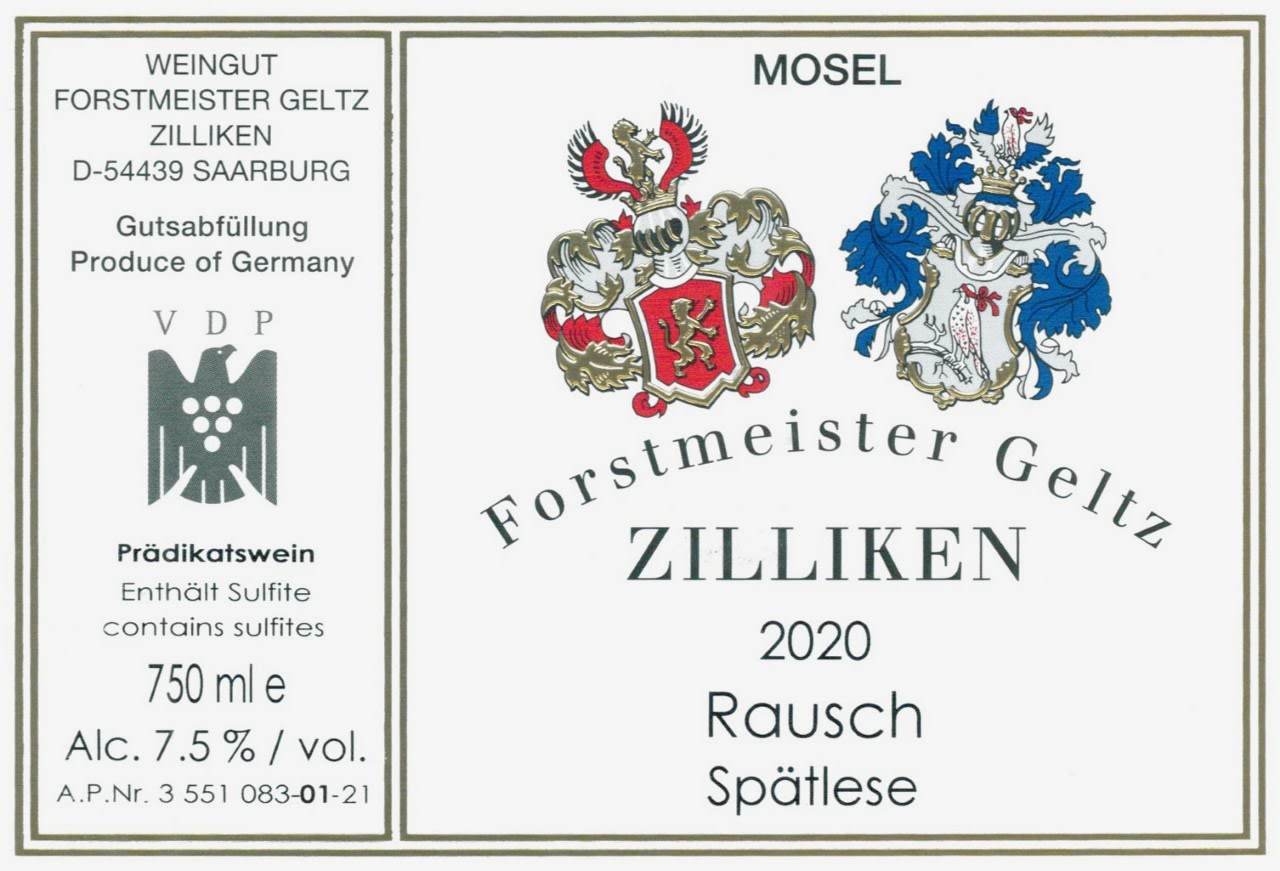 WEINGUT
FORSTMEISTER GELTZ
ZILLIKEN
D-54439 SAARBURG
Gutsabfüllung
Produce of Germany
V D P
Prädikatswein
Enthält Sulfite
contains sulfites
750 ml e
Alc. 7.5 % / vol.
A.P.Nr. 3 551 083-01-21
MOSEL
Forstmeister Geltz
ZILLIKEN
2020
Rausch
Spätlese